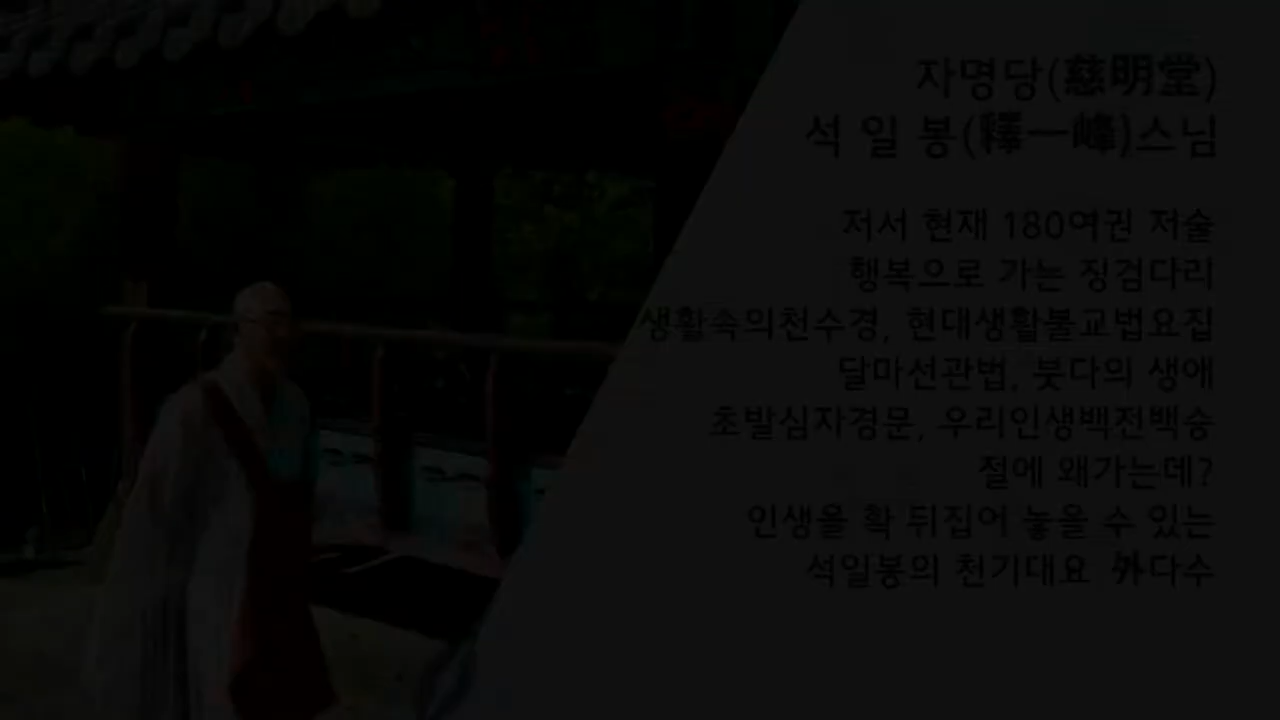 자명당(慈明堂)
석 일 봉(釋一峰)스님
저서 현재 180여권 저술
행복으로 가는 징검다리
생활속의천수경, 현대생활불교법요집
달마선관법, 붓다의 생애
초발심자경문, 우리인생백전백승
절에 왜가는데?
인생을 확 뒤집어 놓을 수 있는
석일봉의 천기대요 外다수